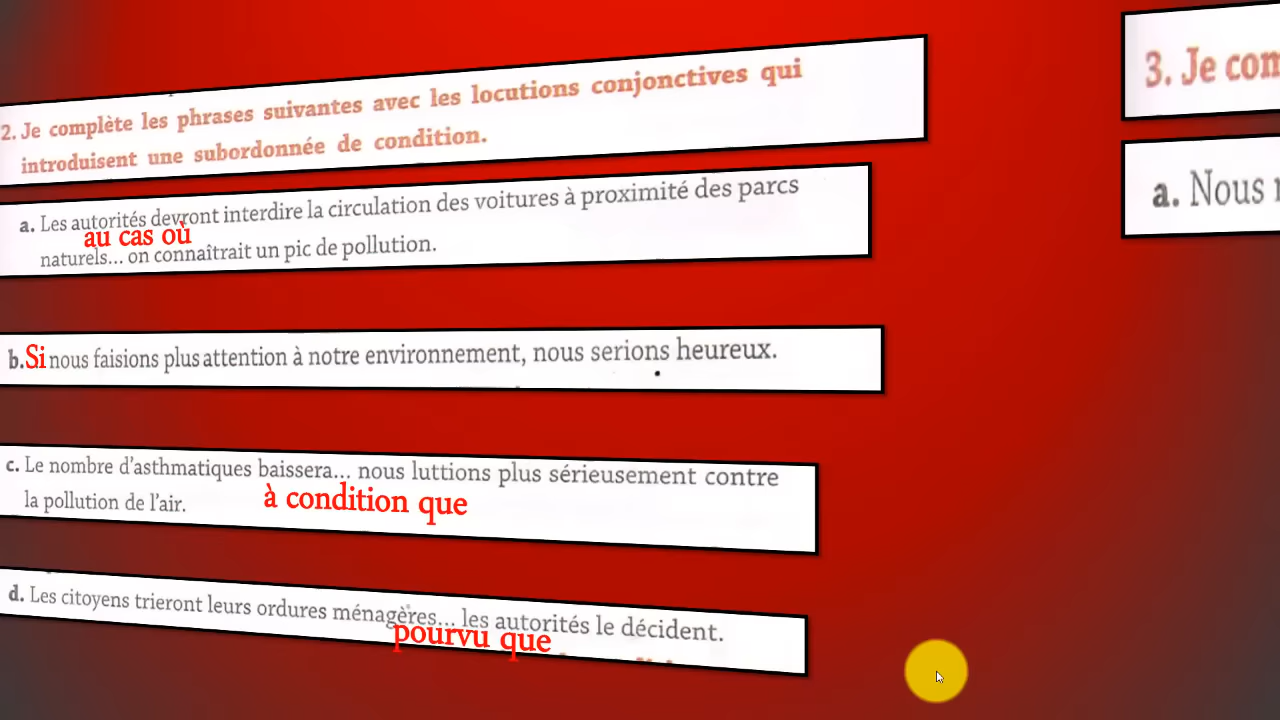 2. Je complète les phrases suivantes avec les locutions conjonctives qui
introduisent une subordonnée de condition.
a. Les autorités devront interdire la circulation des voitures à proximité des parcs
au cas où
naturels... on connaîtrait un pic de pollution.
b. Si nous faisions plus attention à notre environnement, nous serions heureux.
c. Le nombre d'asthmatiques baissera... nous luttions plus sérieusement contre
la pollution de l'air.
à condition que
d. Les citoyens trieront leurs ordures ménagères... les autorités le décident.
pourvu que
3. Je com
a. Nous